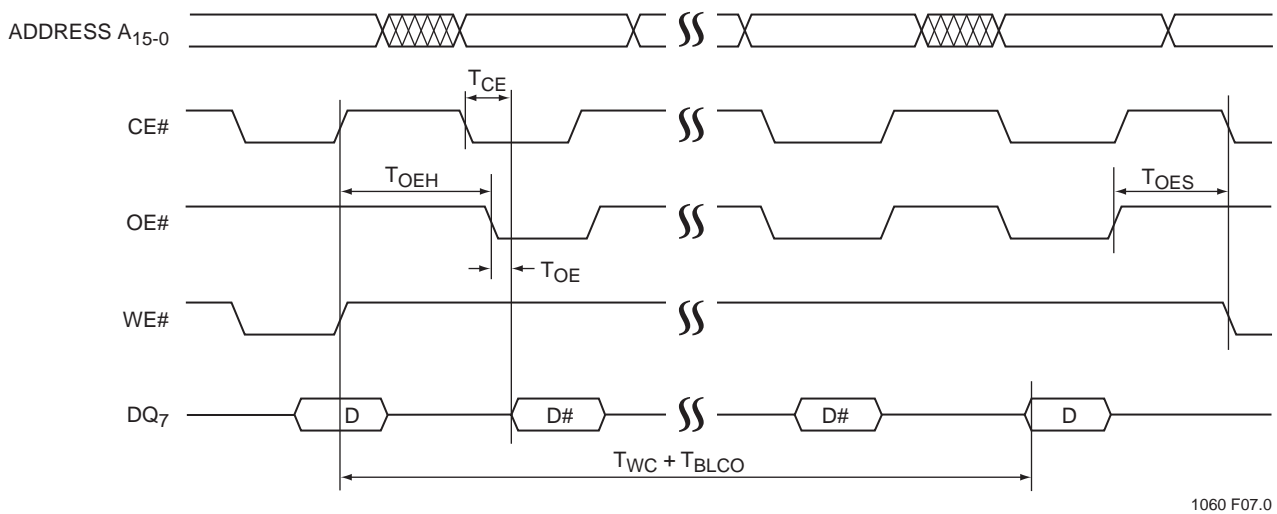 ADDRESS A15-0
TCE
CE#
TOEH
TOES
OE#
TOE
WE#
DQ7
D
D#
D#
D
TWC + TBLCO
1060 F07.0